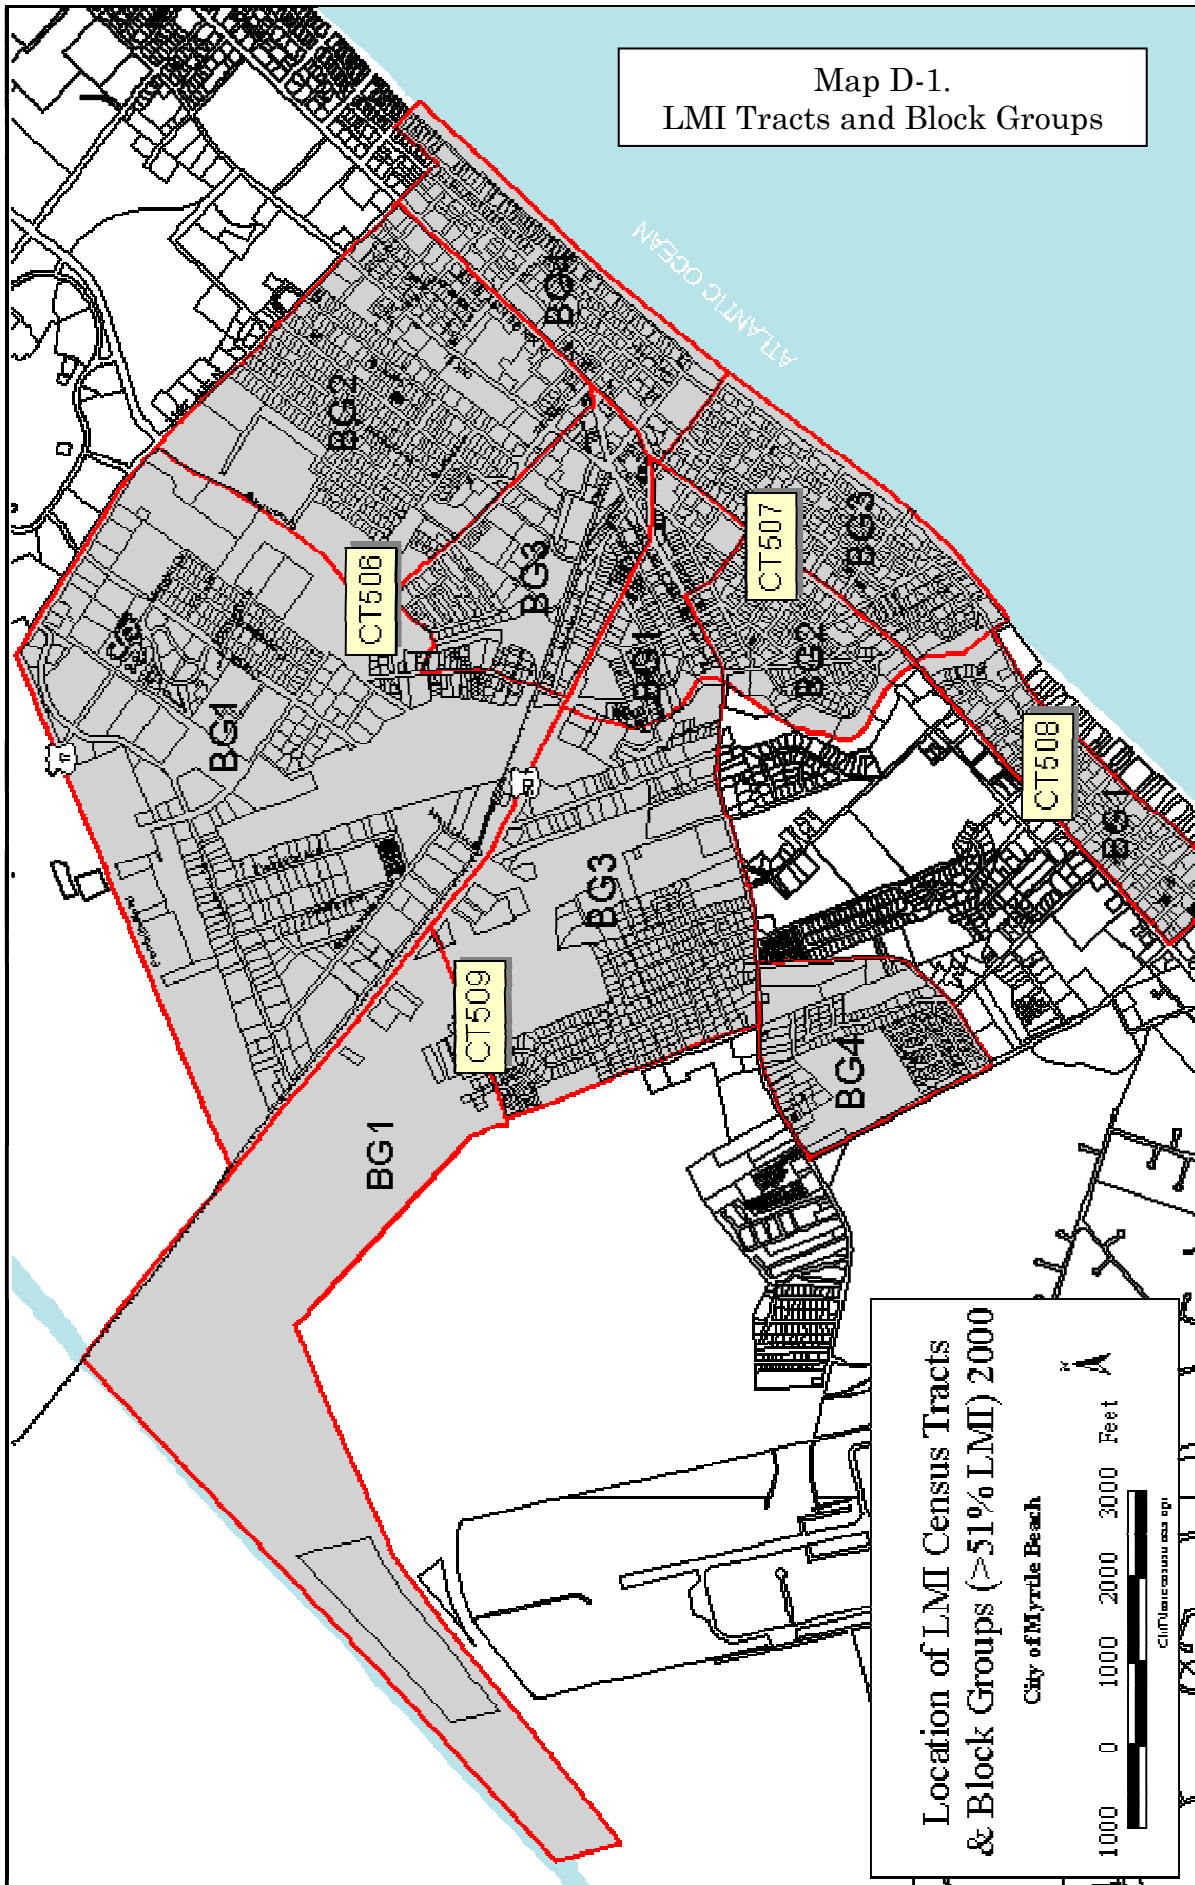 Map D-1.
LMI Tracts and Block Groups
ATLANTIC OCEAN
BG4
BG2
CT506
BG3
BG1
CT507
BG3
BG2
BG1
CT508
BG1
BG3
CT509
BG4
BG1
Location of LMI Census Tracts
& Block Groups (>51% LMI) 2000
City of Myrtle Beach
1000 0 1000 2000 3000 Feet
N